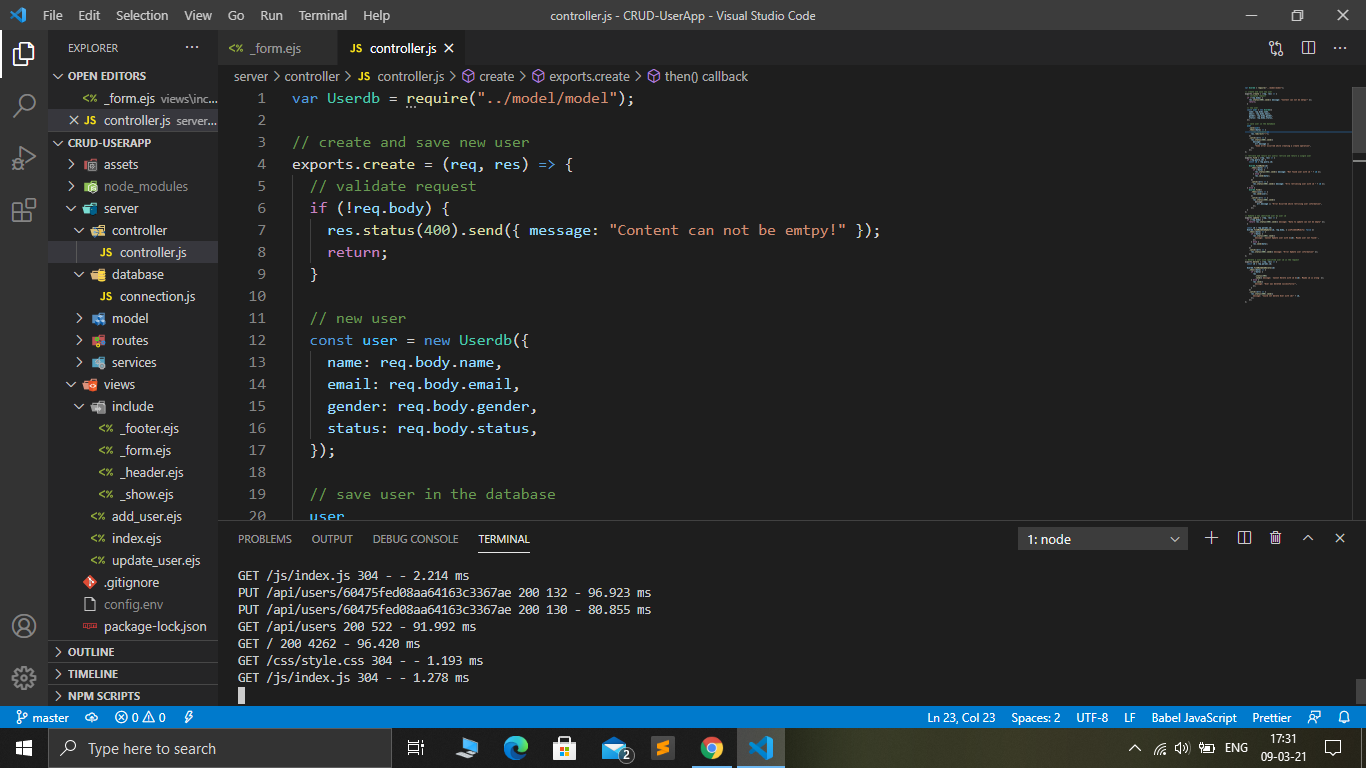 File Edit Selection View Go Run Terminal Help controller.js - CRUD-UserApp - Visual Studio Code
EXPLORER ···
OPEN EDITORS
<% _form.ejs views\inc...
JS controller.js server...
CRUD-USERAPP
assets
node_modules
server
controller
JS controller.js
database
JS connection.js
model
routes
services
views
include
<% _footer.ejs
<% _form.ejs
<% _header.ejs
<% _show.ejs
<% add_user.ejs
<% index.ejs
<% update_user.ejs
.gitignore
config.env
package-lock.json
OUTLINE
TIMELINE
NPM SCRIPTS
<% _form.ejs JS controller.js
server > controller > JS controller.js > create > exports.create > then() callback
1 var Userdb = require("../model/model");
2
3 // create and save new user
4 exports.create = (req, res) => {
5 // validate request
6 if (!req.body) {
7 res.status(400).send({ message: "Content can not be emtpy!" });
8 return;
9 }
10
11 // new user
12 const user = new Userdb({
13 name: req.body.name,
14 email: req.body.email,
15 gender: req.body.gender,
16 status: req.body.status,
17 });
18
19 // save user in the database
20 user
PROBLEMS OUTPUT DEBUG CONSOLE TERMINAL 1: node
GET /js/index.js 304 - - 2.214 ms
PUT /api/users/60475fed08aa64163c3367ae 200 132 - 96.923 ms
PUT /api/users/60475fed08aa64163c3367ae 200 130 - 80.855 ms
GET /api/users 200 522 - 91.992 ms
GET / 200 4262 - 96.420 ms
GET /css/style.css 304 - - 1.193 ms
GET /js/index.js 304 - - 1.278 ms
master 0 0 Ln 23, Col 23 Spaces: 2 UTF-8 LF Babel JavaScript Prettier
Type here to search 2 ENG 17:31
09-03-21